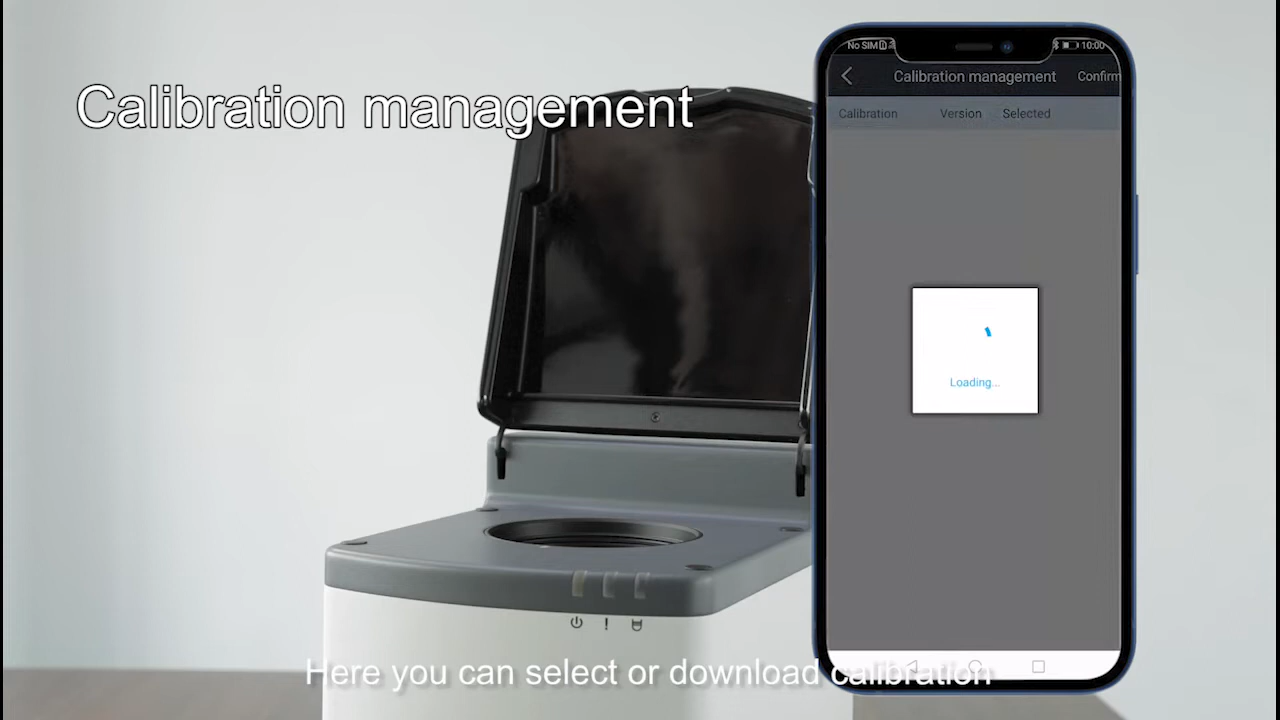 Calibration management
No SIM
10:00
Calibration management
Confirm
Calibration Version Selected
Loading...
Here you can select or download calibration